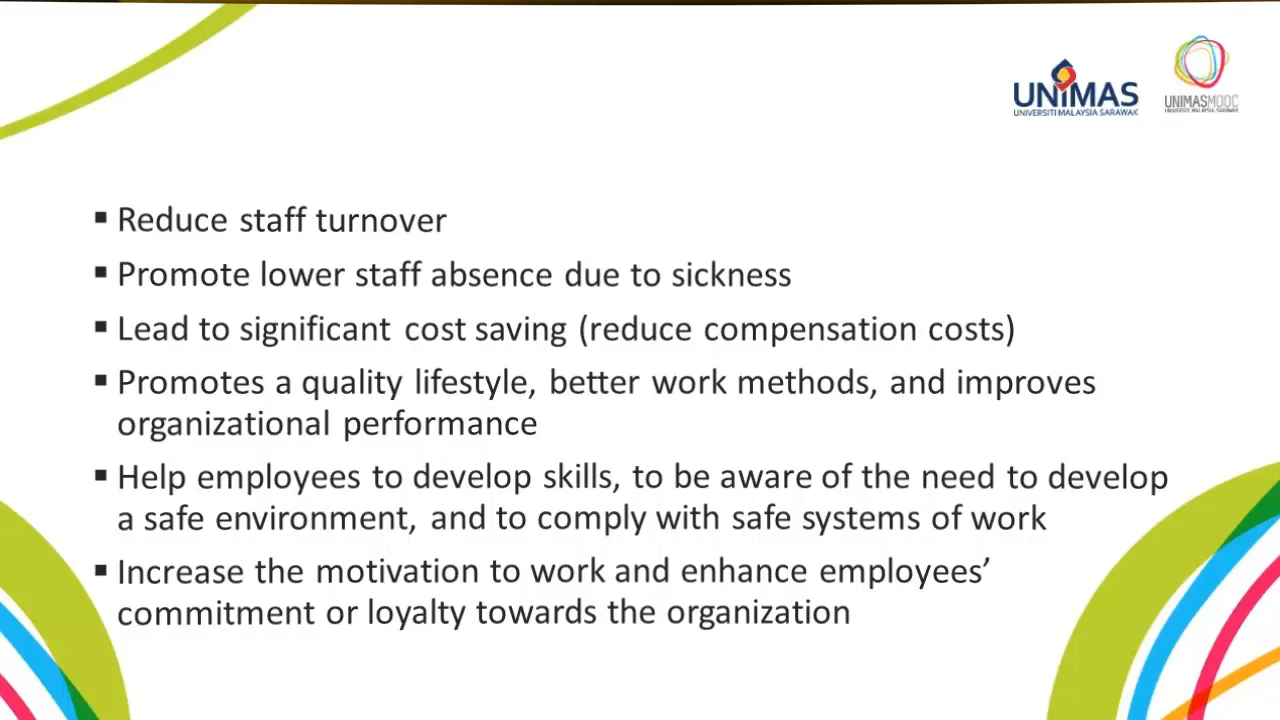 UNIMAS
UNIVERSITI MALAYSIA SARAWAK
UNIMASMOOC
UNIVERSITI MALAYSIA SARAWAK
▪ Reduce staff turnover
▪ Promote lower staff absence due to sickness
▪ Lead to significant cost saving (reduce compensation costs)
▪ Promotes a quality lifestyle, better work methods, and improves
organizational performance
▪ Help employees to develop skills, to be aware of the need to develop
a safe environment, and to comply with safe systems of work
▪ Increase the motivation to work and enhance employees’
commitment or loyalty towards the organization